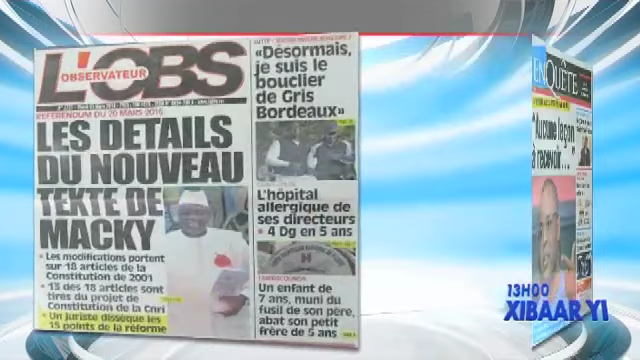 L'OBS
OBSERVATEUR
REFERENDUM DU 20 MARS 2016
LES DETAILS
DU NOUVEAU
TEXTE DE
MACKY
• Les modifications portent
sur 18 articles de la
Constitution de 2001
• 13 des 18 articles sont
tirés du projet de
Constitution de la Cnri
• Un juriste dissèque les
15 points de la réforme
«Désormais,
je suis le
bouclier
de Gris
Bordeaux»
L'hôpital
allergique de
ses directeurs
• 4 Dg en 5 ans
Un enfant de
7 ans, muni du
fusil de son père,
abat son petit
frère de 5 ans
ENQUÊTE
"Aucune leçon
à recevoir..."
13H00
XIBAAR YI